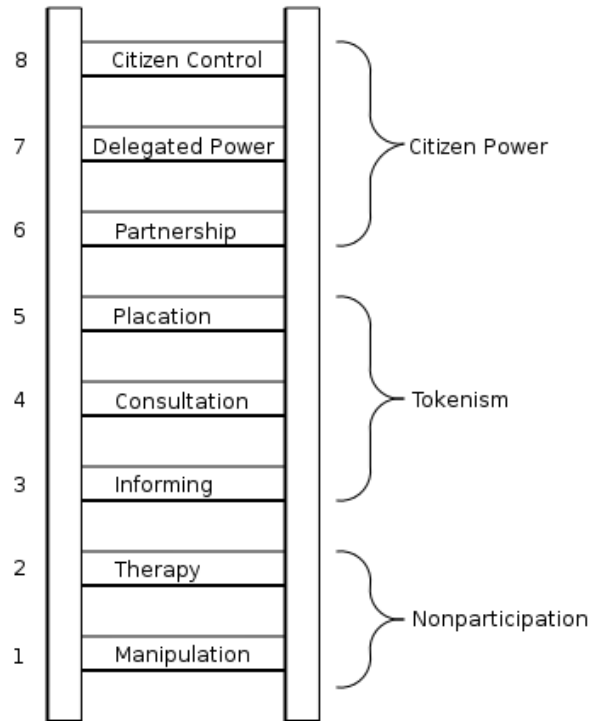 8 Citizen Control
7 Delegated Power
Citizen Power
6 Partnership
5 Placation
4 Consultation
Tokenism
3 Informing
2 Therapy
Nonparticipation
1 Manipulation